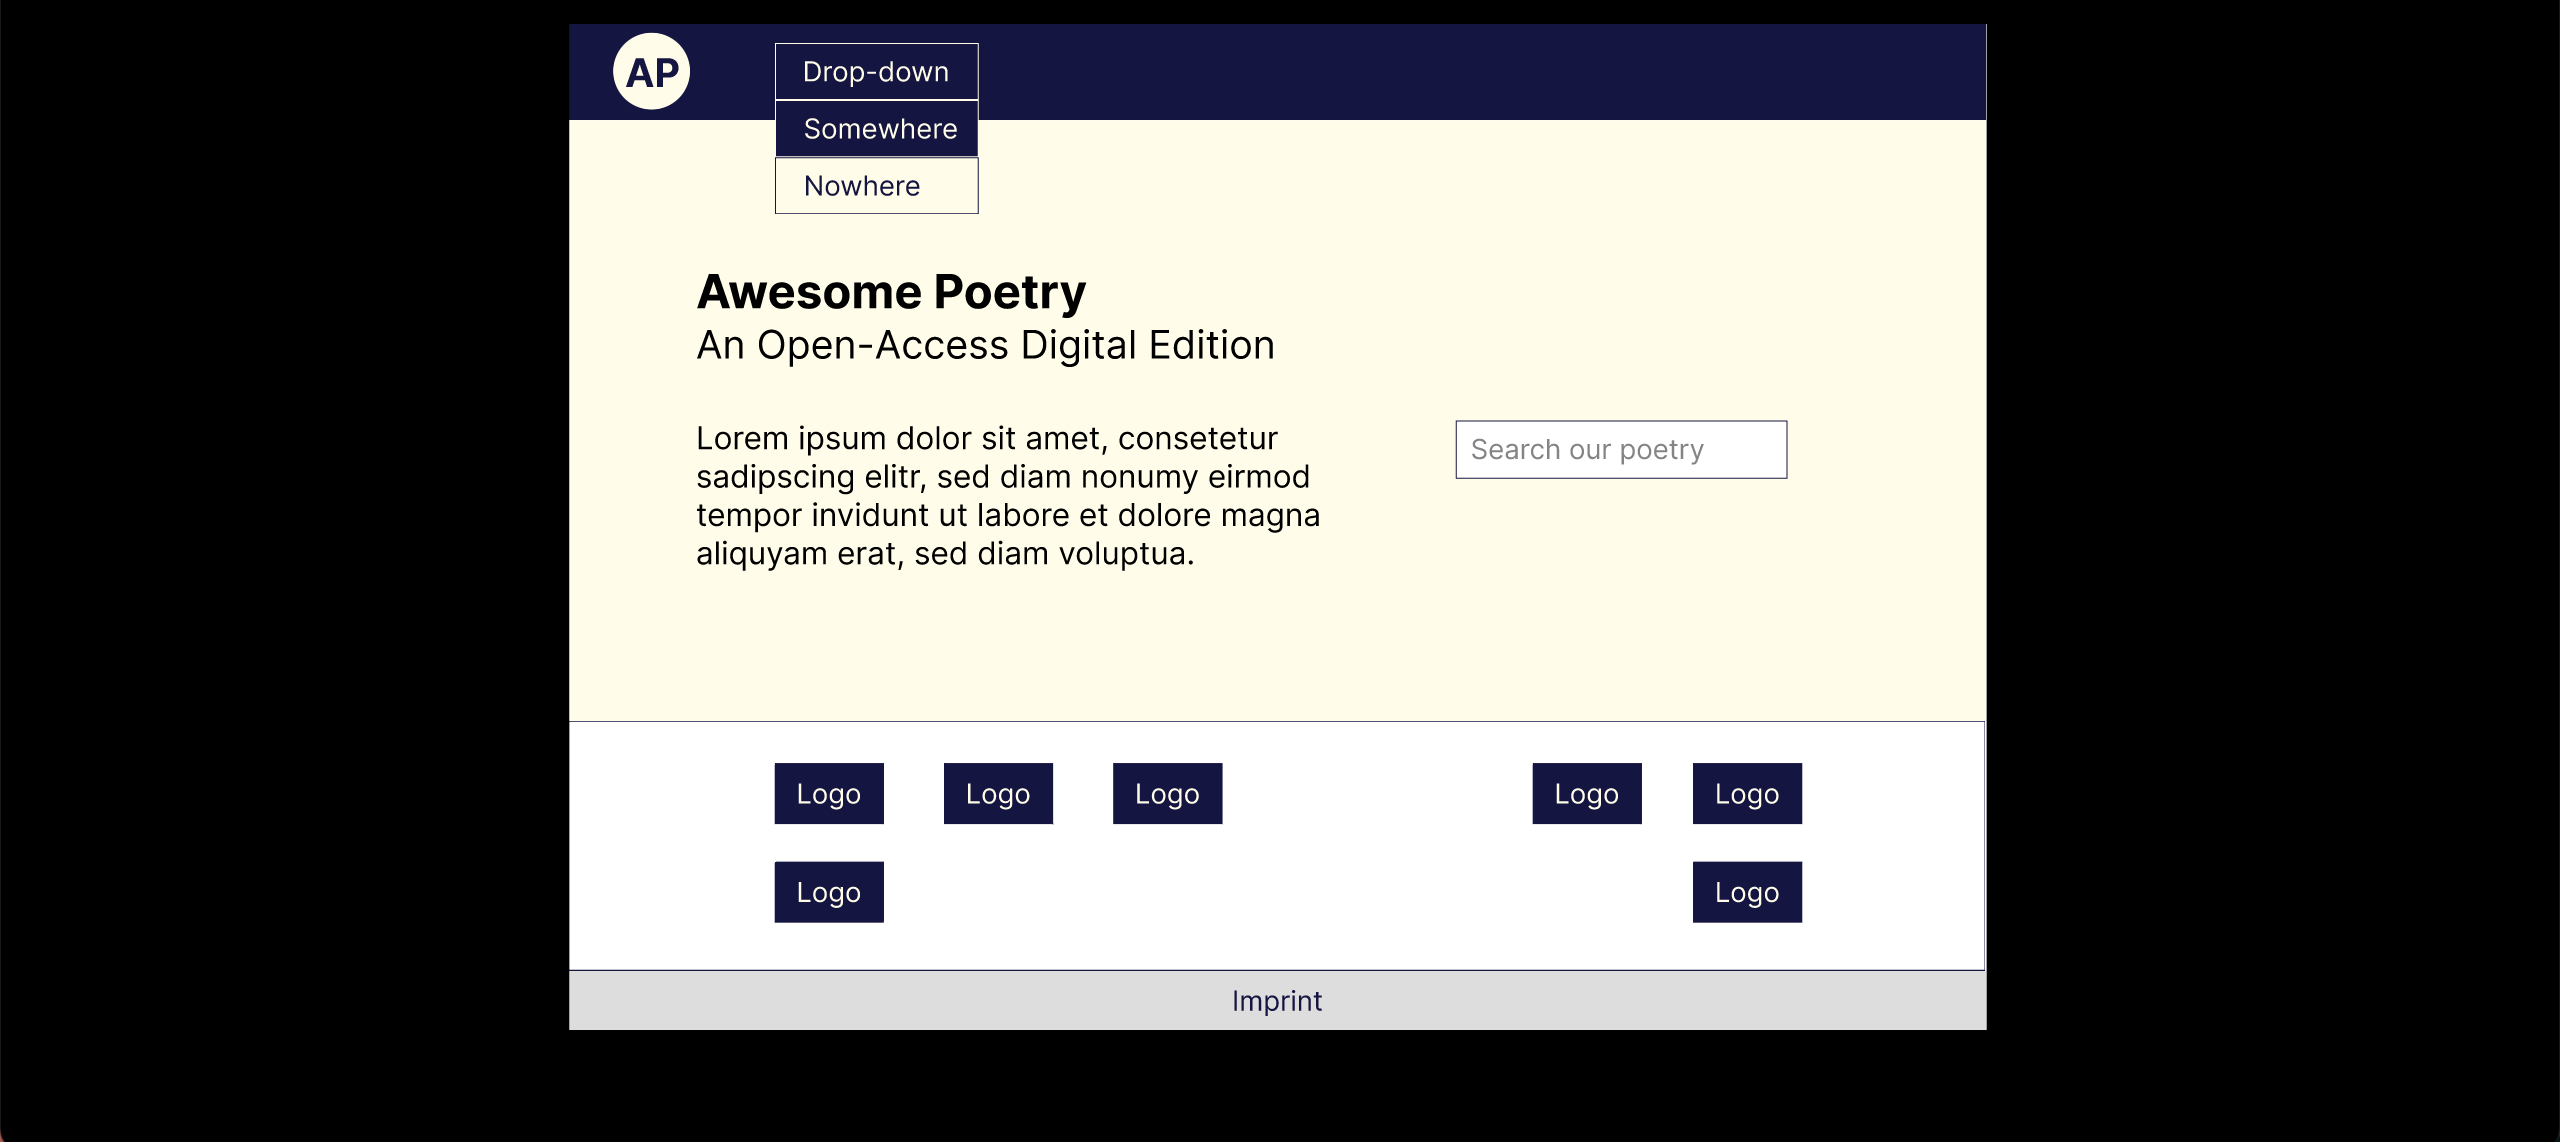 AP
Drop-down
Somewhere
Nowhere
Awesome Poetry
An Open-Access Digital Edition
Lorem ipsum dolor sit amet, consetetur
sadipscing elitr, sed diam nonumy eirmod
tempor invidunt ut labore et dolore magna
aliquyam erat, sed diam voluptua.
Search our poetry
Logo Logo Logo Logo Logo
Logo Logo
Imprint